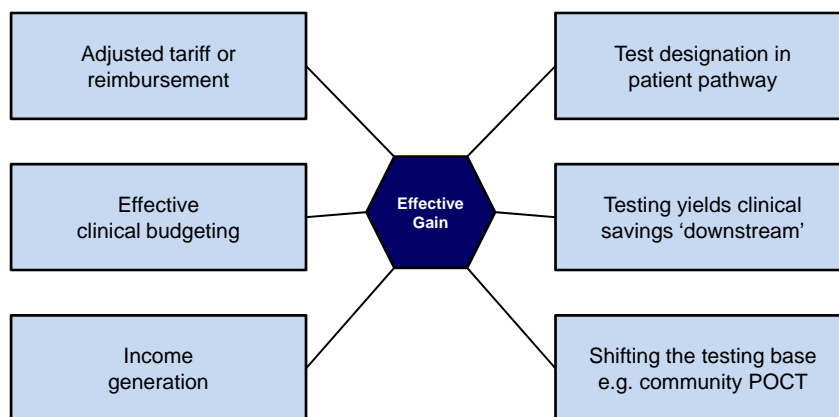 Adjusted tariff or
reimbursement
Test designation in
patient pathway
Effective
clinical budgeting
Effective
Gain
Testing yields clinical
savings ‘downstream’
Income
generation
Shifting the testing base
e.g. community POCT